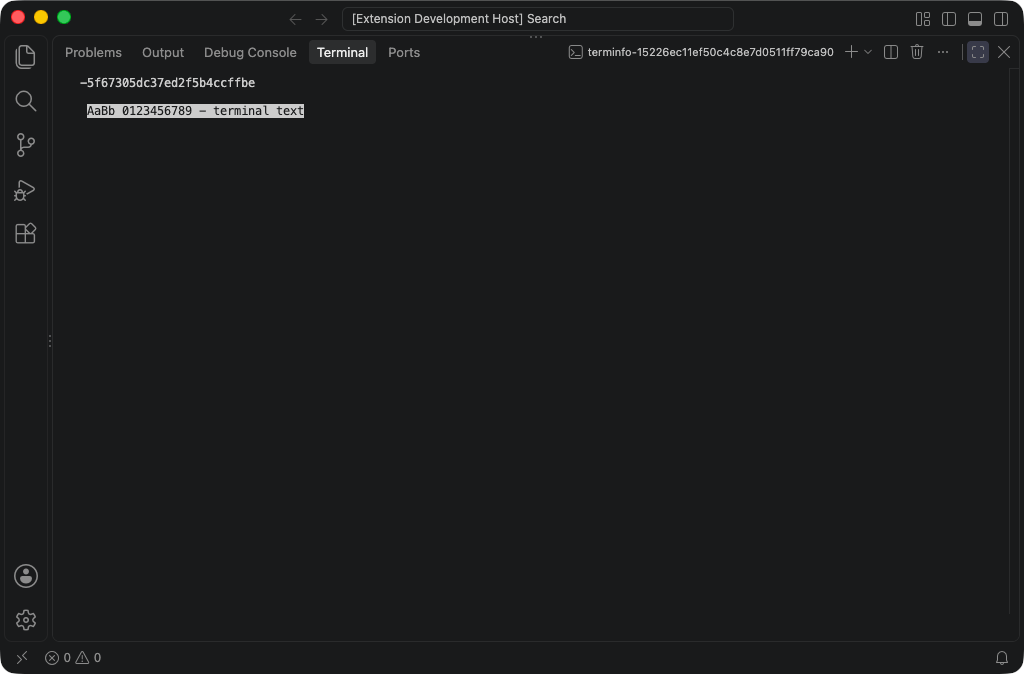 [Extension Development Host] Search
Problems Output Debug Console Terminal Ports terminfo-15226ec11ef50c4c8e7d0511ff79ca90
-5f67305dc37ed2f5b4ccffbe
AaBb 0123456789 - terminal text
0 0